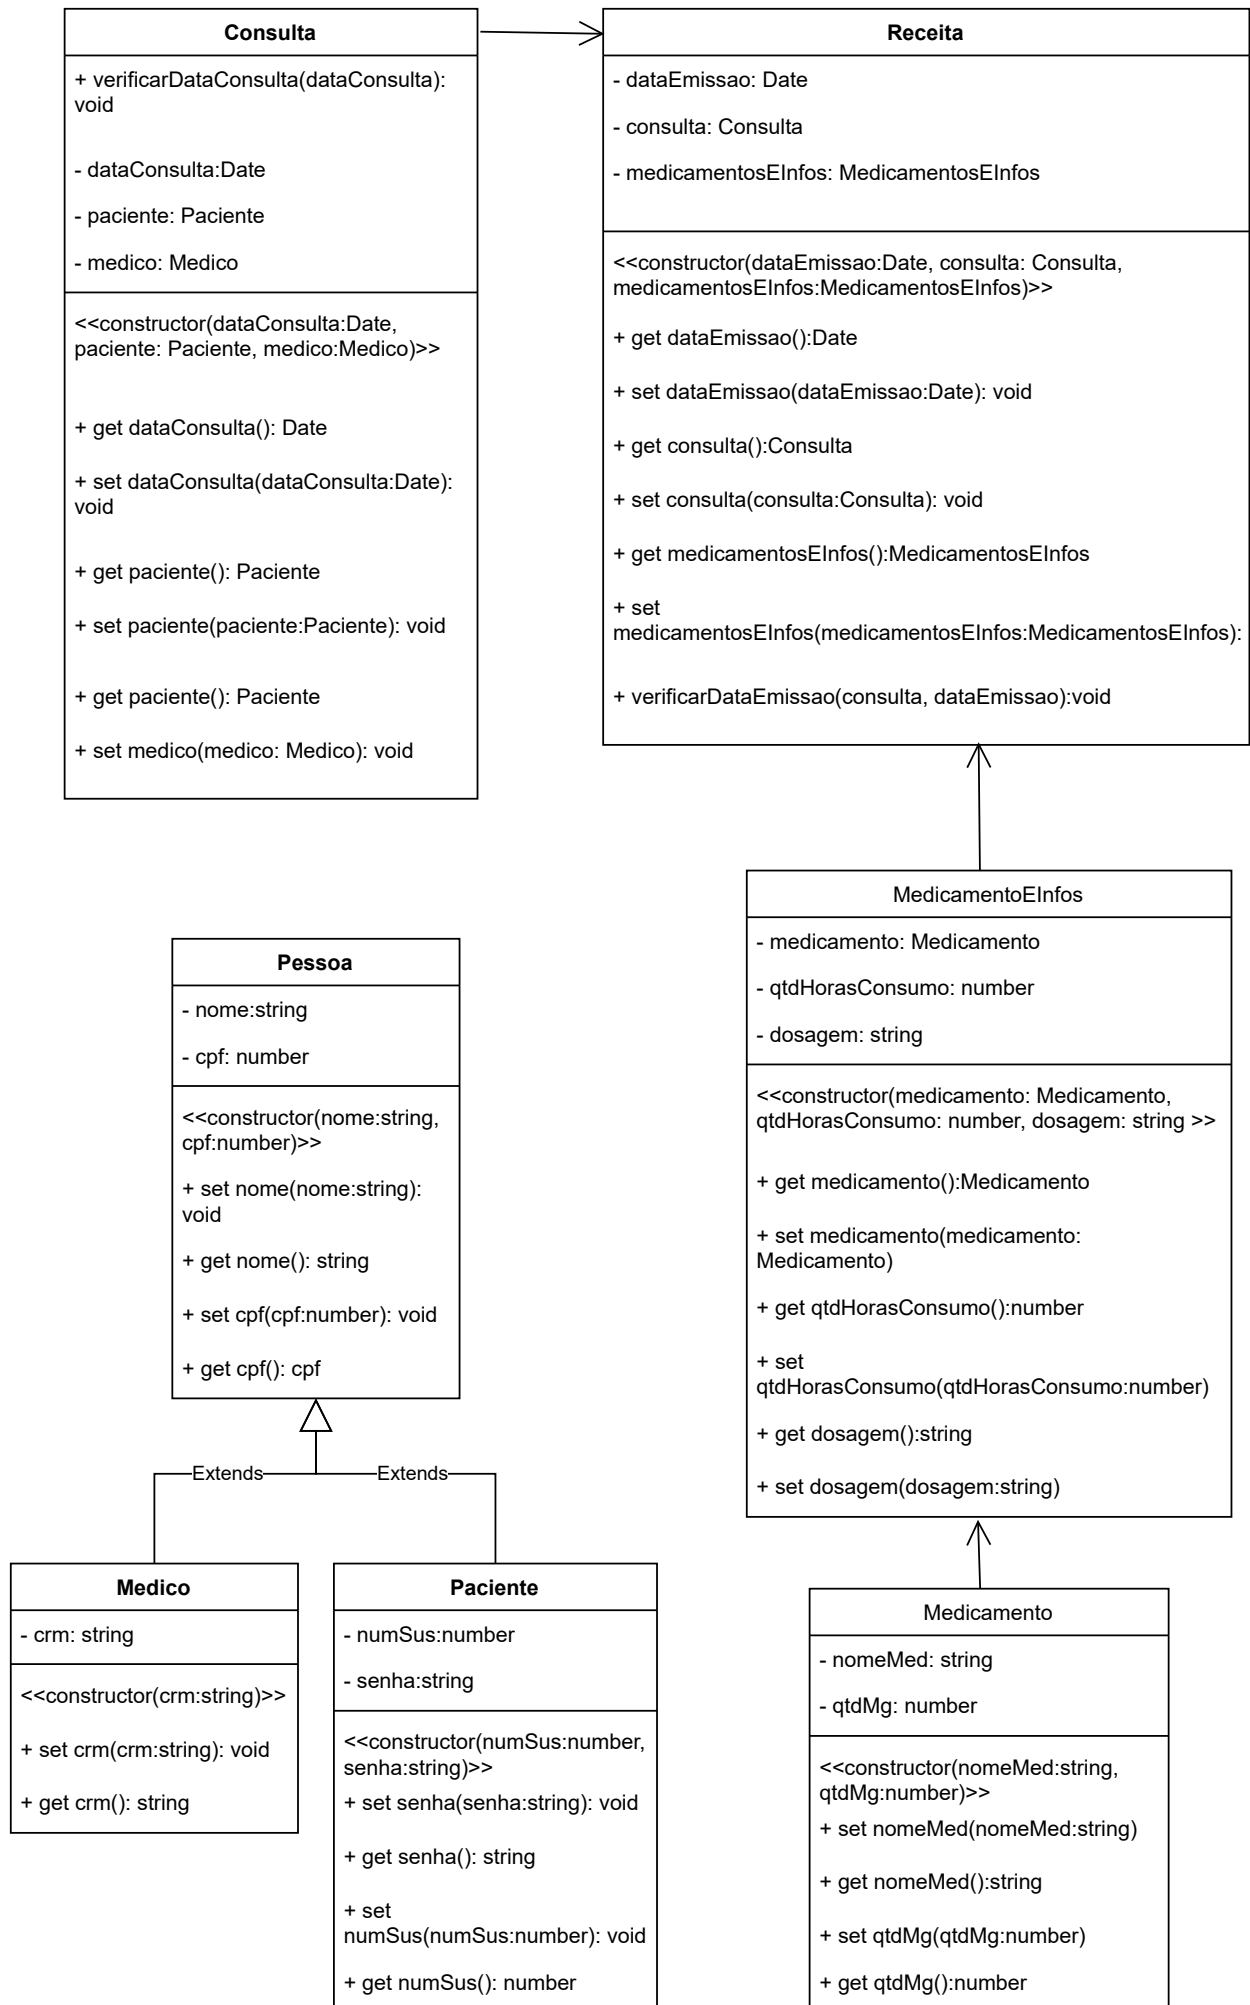 Consulta
+ verificarDataConsulta(dataConsulta):
void
- dataConsulta:Date
- paciente: Paciente
- medico: Medico
<<constructor(dataConsulta:Date,
paciente: Paciente, medico:Medico)>>
+ get dataConsulta(): Date
+ set dataConsulta(dataConsulta:Date):
void
+ get paciente(): Paciente
+ set paciente(paciente:Paciente): void
+ get paciente(): Paciente
+ set medico(medico: Medico): void
Receita
- dataEmissao: Date
- consulta: Consulta
- medicamentosEInfos: MedicamentosEInfos
<<constructor(dataEmissao:Date, consulta: Consulta,
medicamentosEInfos:MedicamentosEInfos)>>
+ get dataEmissao():Date
+ set dataEmissao(dataEmissao:Date): void
+ get consulta():Consulta
+ set consulta(consulta:Consulta): void
+ get medicamentosEInfos():MedicamentosEInfos
+ set
medicamentosEInfos(medicamentosEInfos:MedicamentosEInfos):
+ verificarDataEmissao(consulta, dataEmissao):void
Pessoa
- nome:string
- cpf: number
<<constructor(nome:string,
cpf:number)>>
+ set nome(nome:string):
void
+ get nome(): string
+ set cpf(cpf:number): void
+ get cpf(): cpf
Extends
Extends
MedicamentoEInfos
- medicamento: Medicamento
- qtdHorasConsumo: number
- dosagem: string
<<constructor(medicamento: Medicamento,
qtdHorasConsumo: number, dosagem: string >>
+ get medicamento():Medicamento
+ set medicamento(medicamento:
Medicamento)
+ get qtdHorasConsumo():number
+ set
qtdHorasConsumo(qtdHorasConsumo:number)
+ get dosagem():string
+ set dosagem(dosagem:string)
Medico
- crm: string
<<constructor(crm:string)>>
+ set crm(crm:string): void
+ get crm(): string
Paciente
- numSus:number
- senha:string
<<constructor(numSus:number,
senha:string)>>
+ set senha(senha:string): void
+ get senha(): string
+ set
numSus(numSus:number): void
+ get numSus(): number
Medicamento
- nomeMed: string
- qtdMg: number
<<constructor(nomeMed:string,
qtdMg:number)>>
+ set nomeMed(nomeMed:string)
+ get nomeMed():string
+ set qtdMg(qtdMg:number)
+ get qtdMg():number